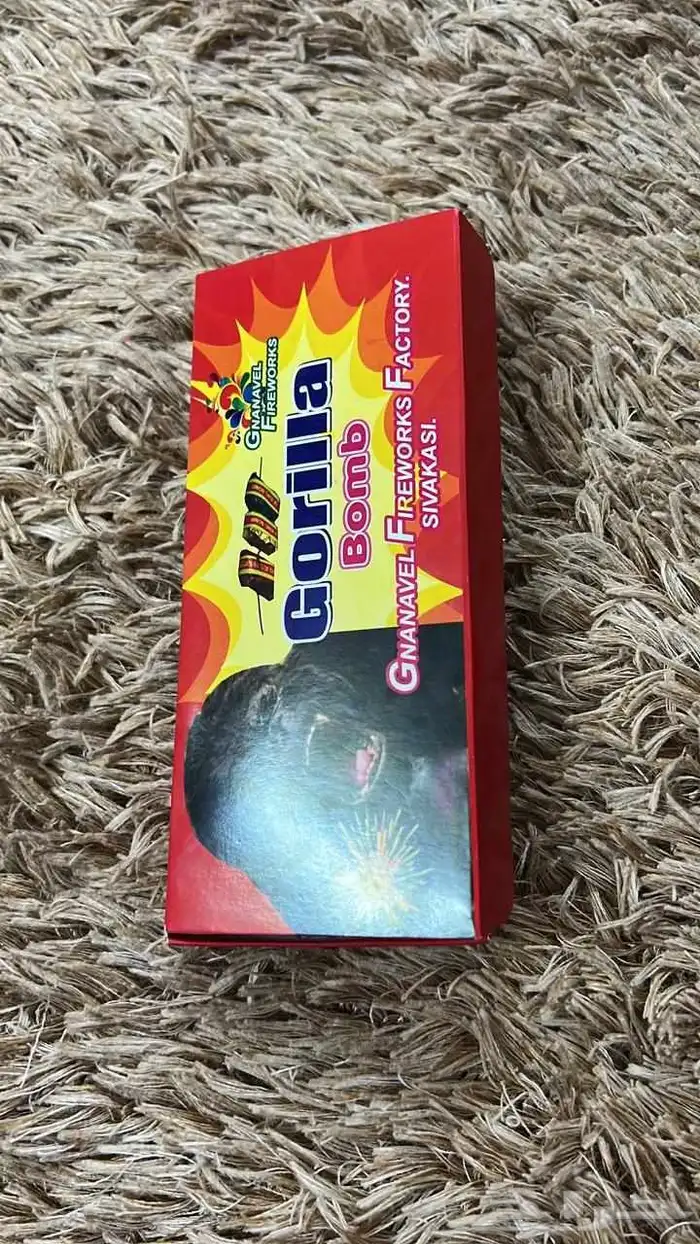 GNANAVEL
FIREWORKS
Gorilla
Bomb
GNANAVEL FIREWORKS FACTORY.
SIVAKASI.